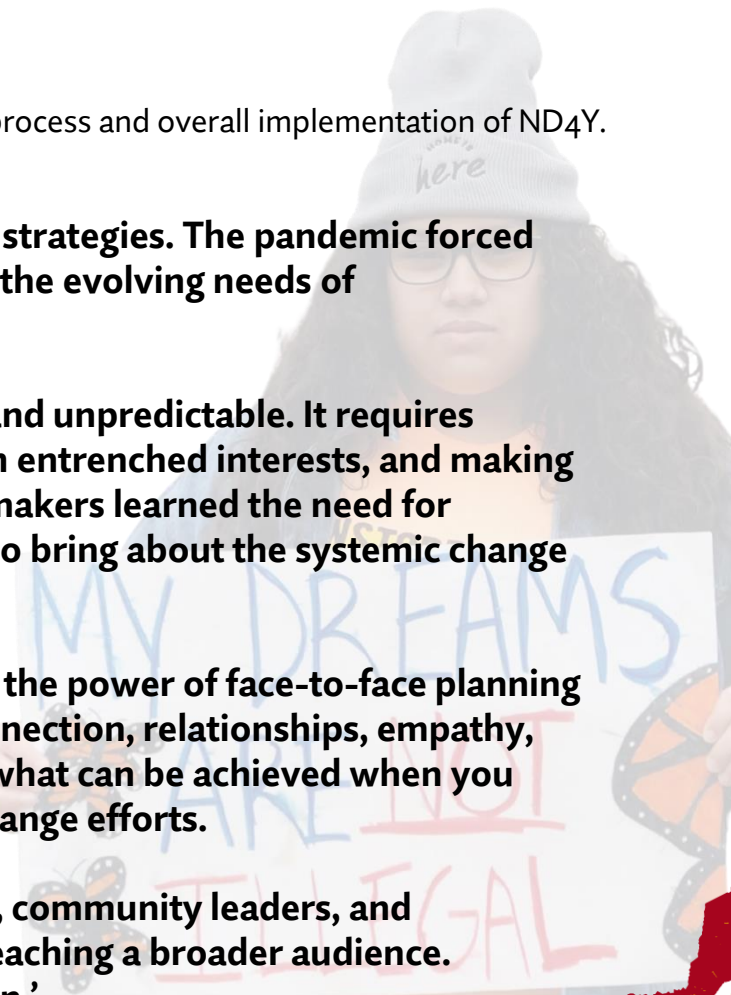 process and overall implementation of ND4Y.
HOME IS
here
strategies. The pandemic forced
the evolving needs of
and unpredictable. It requires
entrenched interests, and making
makers learned the need for
to bring about the systemic change
MY DREAMS
the power of face-to-face planning
nection, relationships, empathy,
what can be achieved when you
ARE NOT
ange efforts.
ILLEGAL
, community leaders, and
eaching a broader audience.